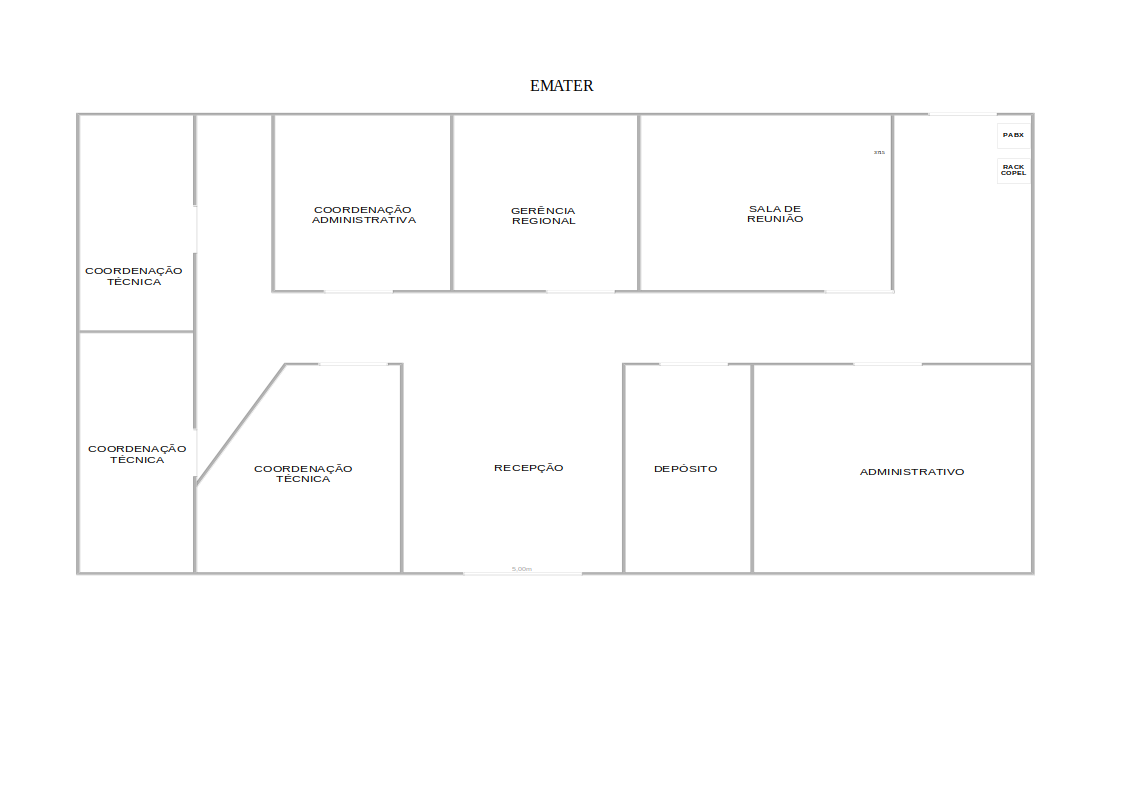 EMATER
PABX
RACK
COPEL
COORDENAÇÃO
ADMINISTRATIVA
GERÊNCIA
REGIONAL
SALA DE
REUNIÃO
COORDENAÇÃO
TÉCNICA
COORDENAÇÃO
TÉCNICA
COORDENAÇÃO
TÉCNICA
RECEPÇÃO
DEPÓSITO
ADMINISTRATIVO
5,00m